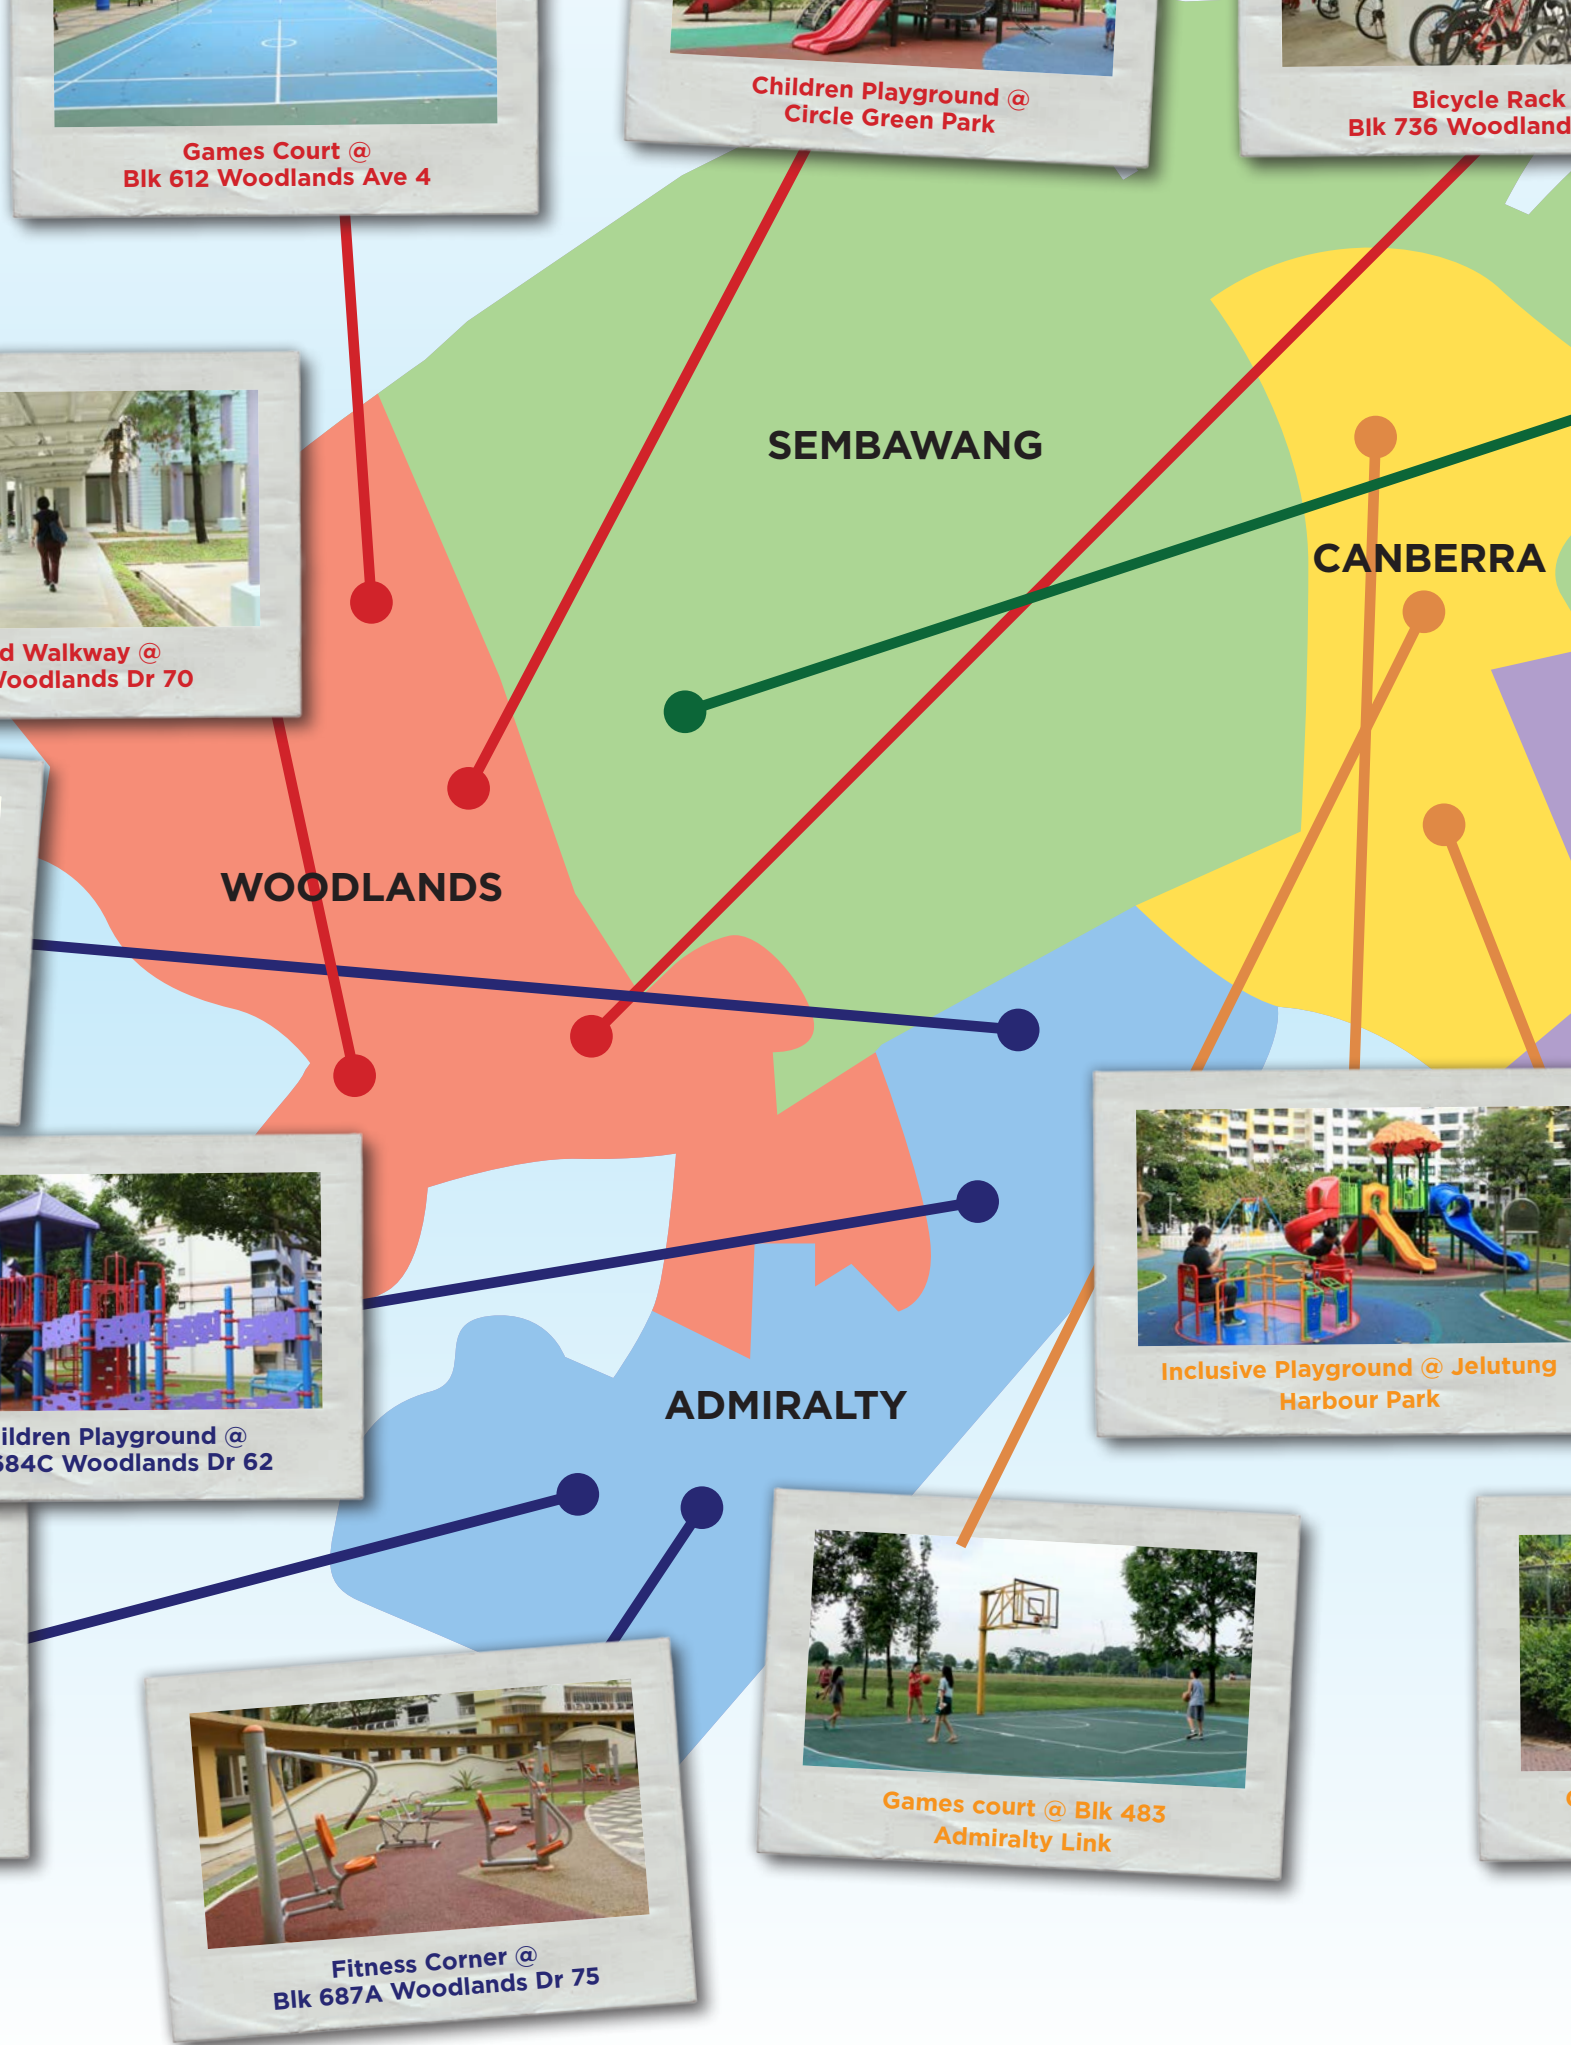 Games Court @
Blk 612 Woodlands Ave 4
Children Playground @
Circle Green Park
Bicycle Rack
Blk 736 Woodland
SEMBAWANG
CANBERRA
d Walkway @
oodlands Dr 70
WOODLANDS
ildren Playground @
684C Woodlands Dr 62
ADMIRALTY
Inclusive Playground @ Jelutung
Harbour Park
Games court @ Blk 483
Admiralty Link
Fitness Corner @
Blk 687A Woodlands Dr 75